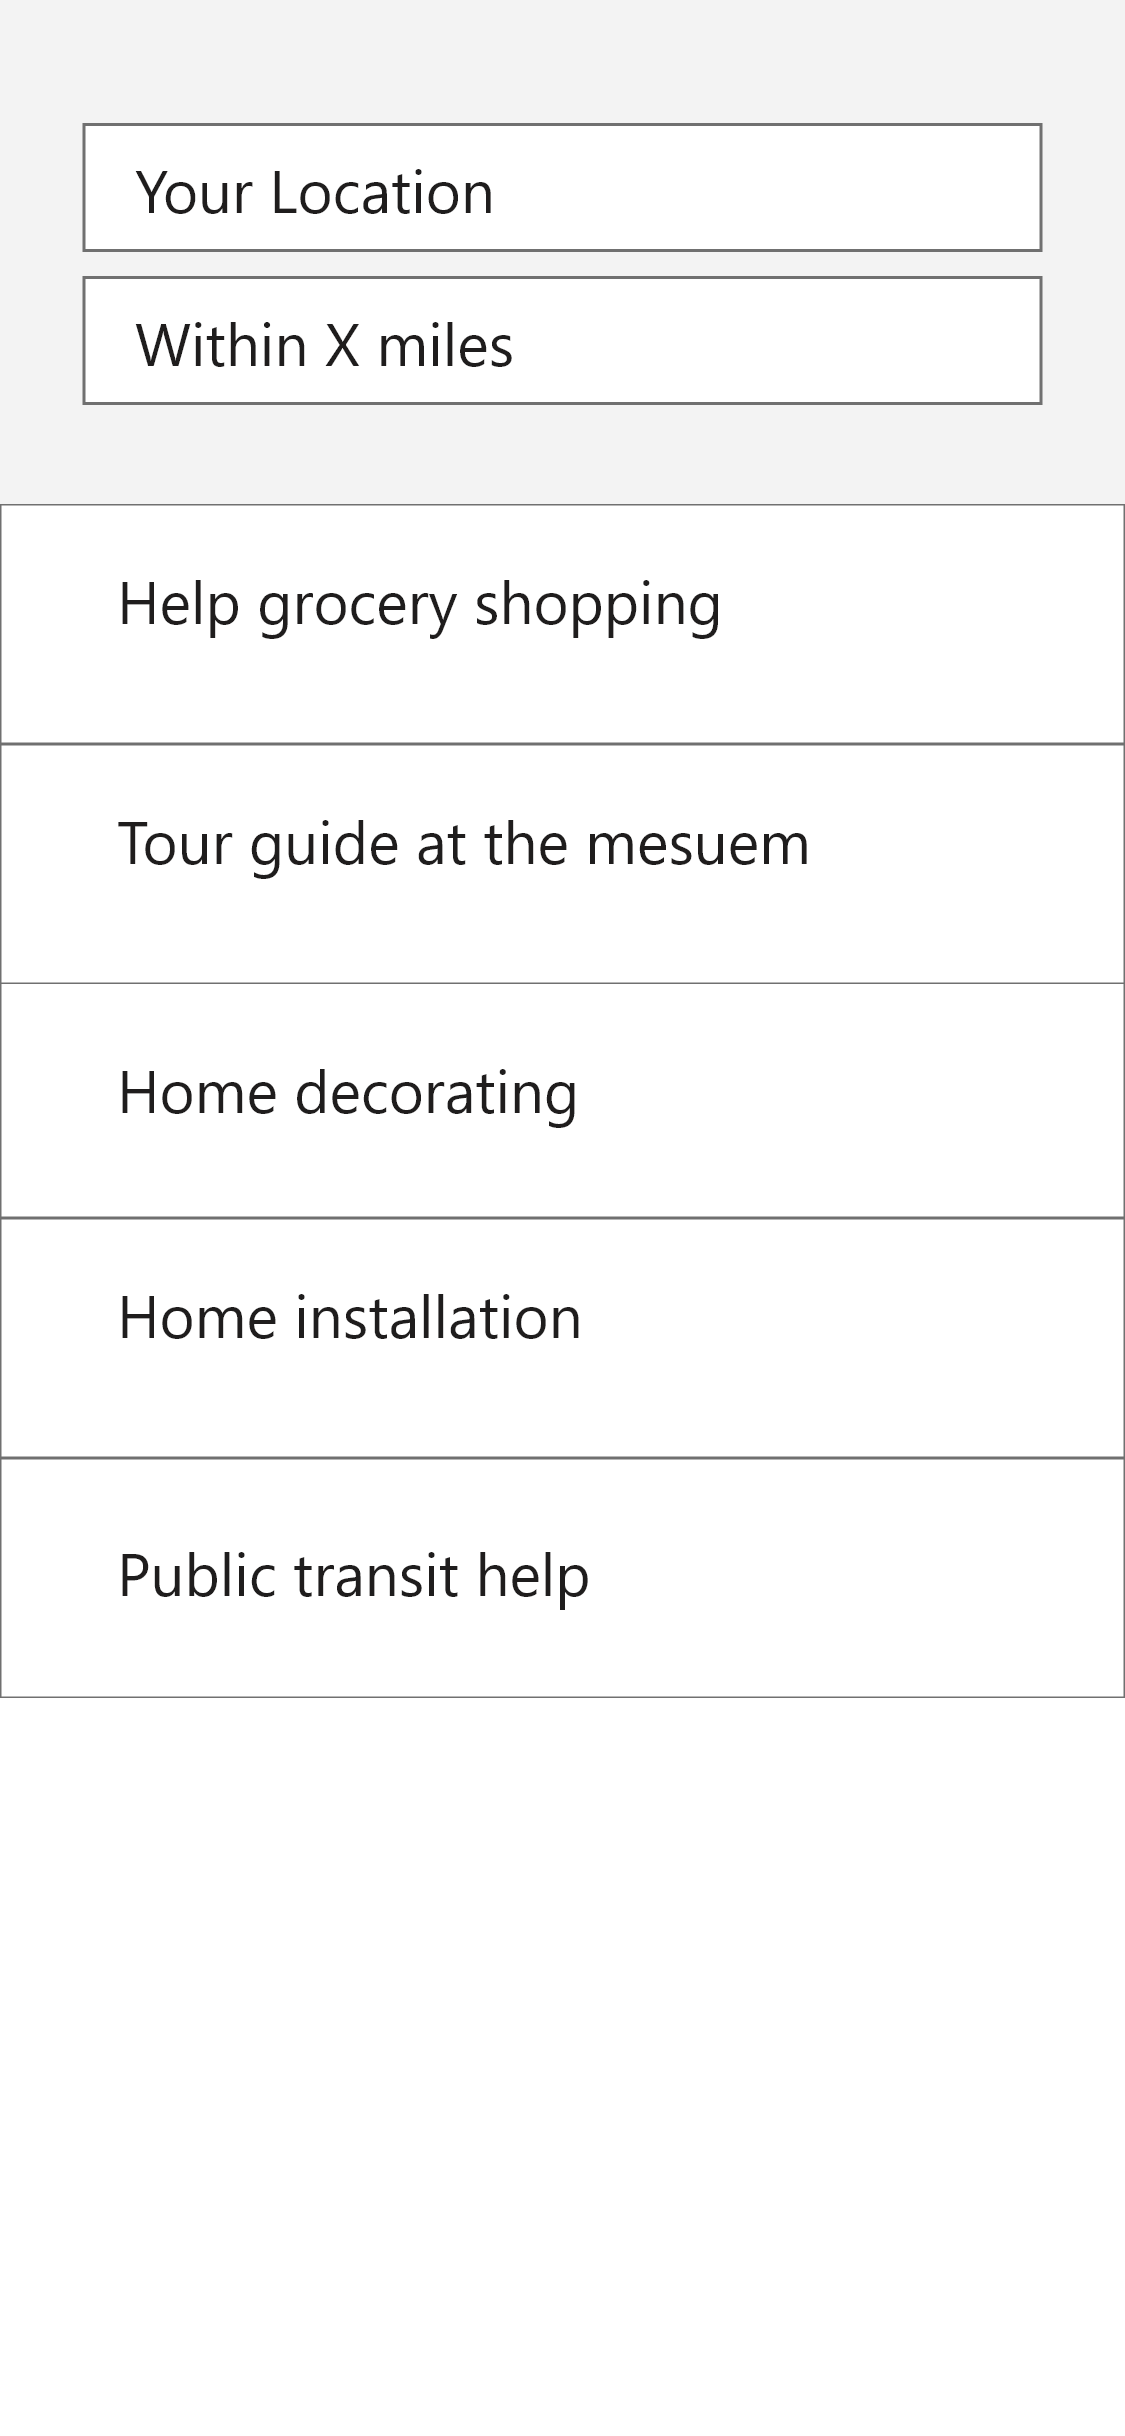 Your Location
Within X miles
Help grocery shopping
Tour guide at the mesuem
Home decorating
Home installation
Public transit help